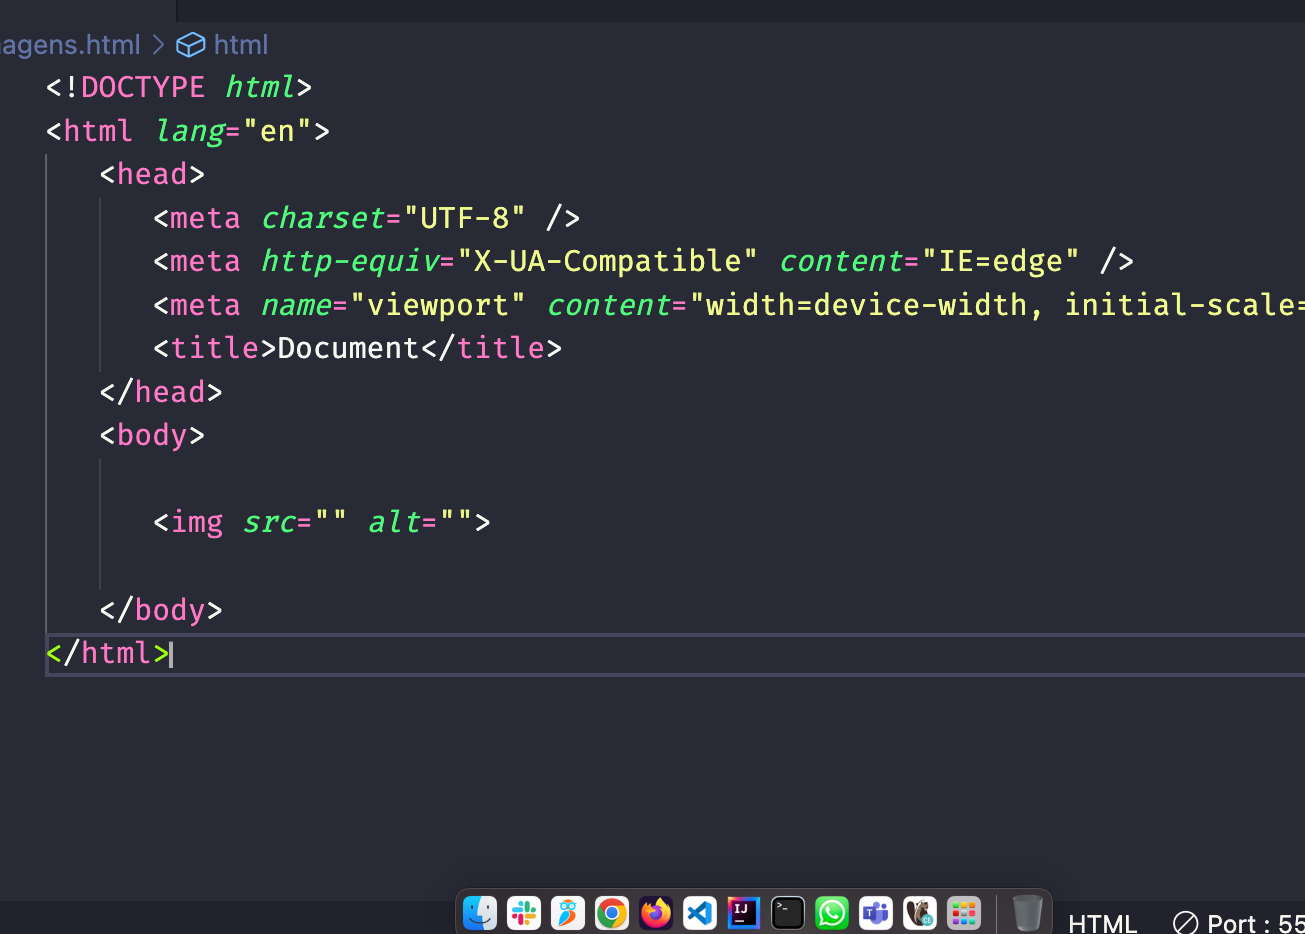 agens.html > html
<!DOCTYPE html>
<html lang="en">
<head>
<meta charset="UTF-8" />
<meta http-equiv="X-UA-Compatible" content="IE=edge" />
<meta name="viewport" content="width=device-width, initial-scale=
<title>Document</title>
</head>
<body>
<img src="" alt="">
</body>
</html>
IJ
>_
CE
HTML
Port : 55